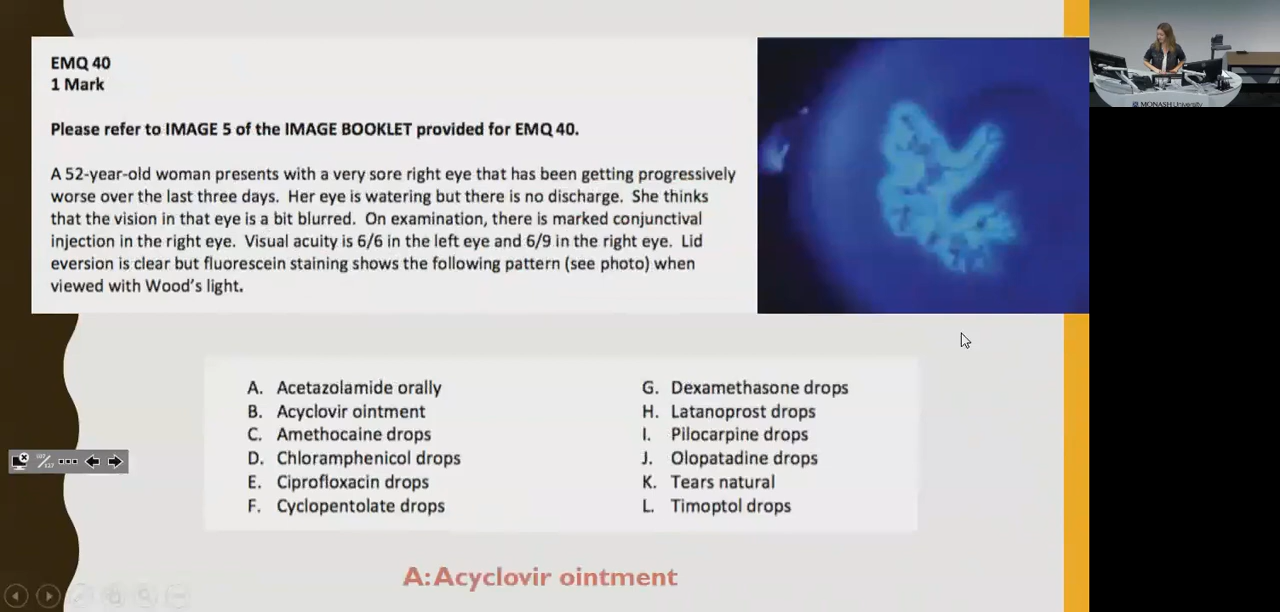 EMQ 40
1 Mark
Please refer to IMAGE 5 of the IMAGE BOOKLET provided for EMQ 40.
A 52-year-old woman presents with a very sore right eye that has been getting progressively
worse over the last three days. Her eye is watering but there is no discharge. She thinks
that the vision in that eye is a bit blurred. On examination, there is marked conjunctival
injection in the right eye. Visual acuity is 6/6 in the left eye and 6/9 in the right eye. Lid
eversion is clear but fluorescein staining shows the following pattern (see photo) when
viewed with Wood's light.
A. Acetazolamide orally
B. Acyclovir ointment
C. Amethocaine drops
D. Chloramphenicol drops
E. Ciprofloxacin drops
F. Cyclopentolate drops
G. Dexamethasone drops
H. Latanoprost drops
I. Pilocarpine drops
J. Olopatadine drops
K. Tears natural
L. Timoptol drops
A: Acyclovir ointment
MONASH University